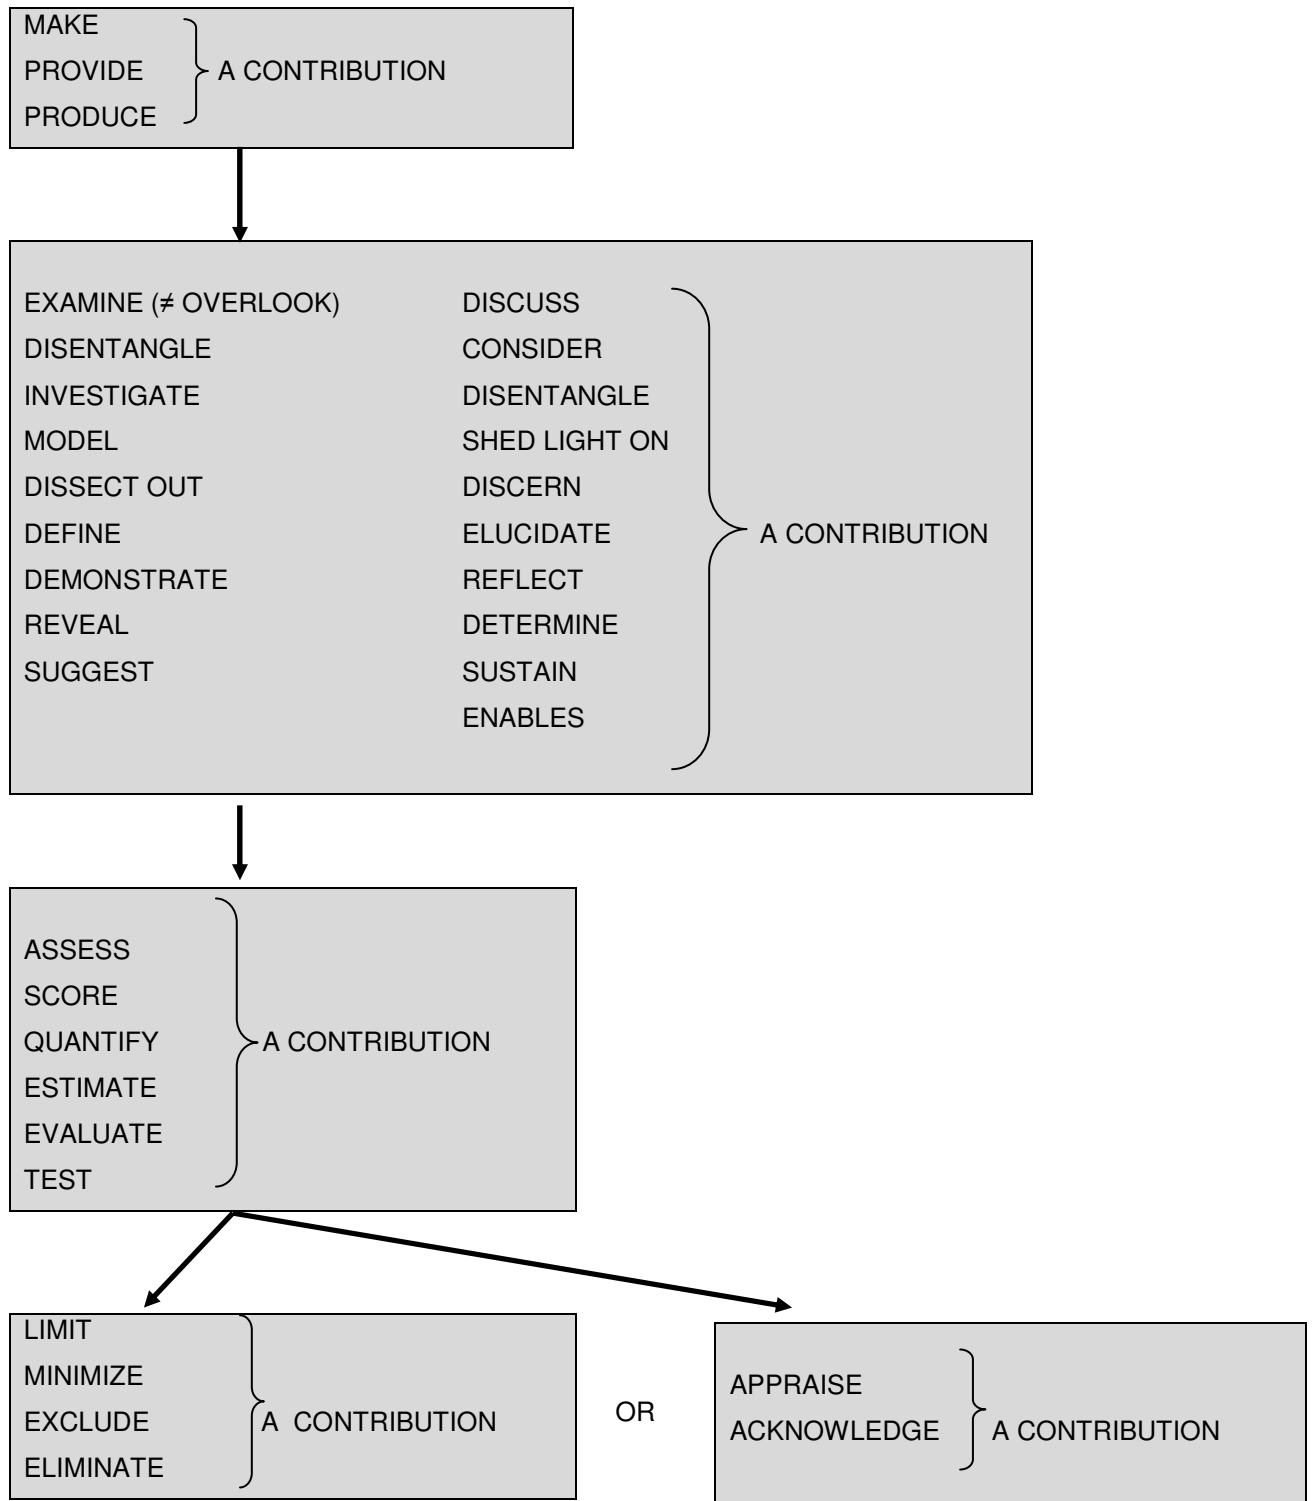 MAKE
PROVIDE A CONTRIBUTION
PRODUCE
EXAMINE (≠ OVERLOOK) DISCUSS
DISENTANGLE CONSIDER
INVESTIGATE DISENTANGLE
MODEL SHED LIGHT ON
DISSECT OUT DISCERN
DEFINE ELUCIDATE A CONTRIBUTION
DEMONSTRATE REFLECT
REVEAL DETERMINE
SUGGEST SUSTAIN
ENABLES
ASSESS
SCORE
QUANTIFY A CONTRIBUTION
ESTIMATE
EVALUATE
TEST
LIMIT
MINIMIZE
EXCLUDE A CONTRIBUTION
ELIMINATE
OR
APPRAISE
ACKNOWLEDGE A CONTRIBUTION